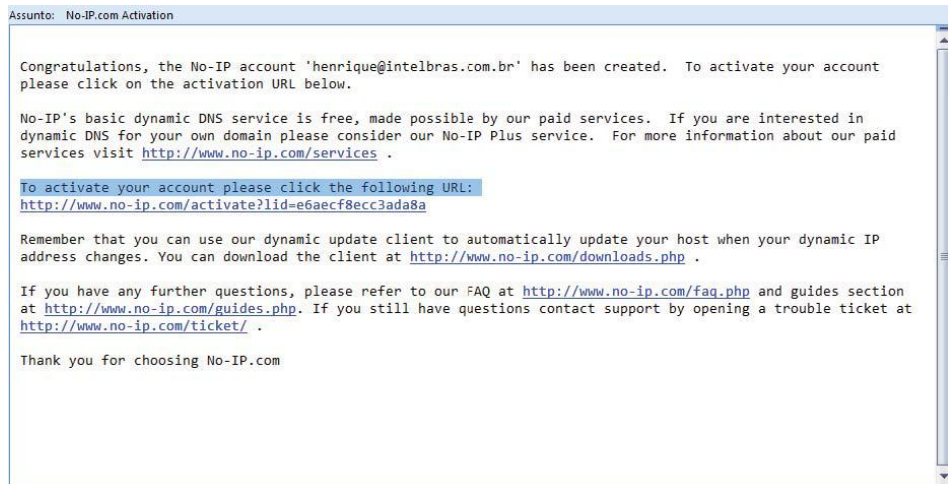 Assunto: No-IP.com Activation
Congratulations, the No-IP account 'henrique@intelbras.com.br' has been created. To activate your account
please click on the activation URL below.
No-IP's basic dynamic DNS service is free, made possible by our paid services. If you are interested in
dynamic DNS for your own domain please consider our No-IP Plus service. For more information about our paid
services visit http://www.no-ip.com/services .
To activate your account please click the following URL:
http://www.no-ip.com/activate?lid=e6aecf8ecc3ada8a
Remember that you can use our dynamic update client to automatically update your host when your dynamic IP
address changes. You can download the client at http://www.no-ip.com/downloads.php .
If you have any further questions, please refer to our FAQ at http://www.no-ip.com/faq.php and guides section
at http://www.no-ip.com/guides.php. If you still have questions contact support by opening a trouble ticket at
http://www.no-ip.com/ticket/ .
Thank you for choosing No-IP.com